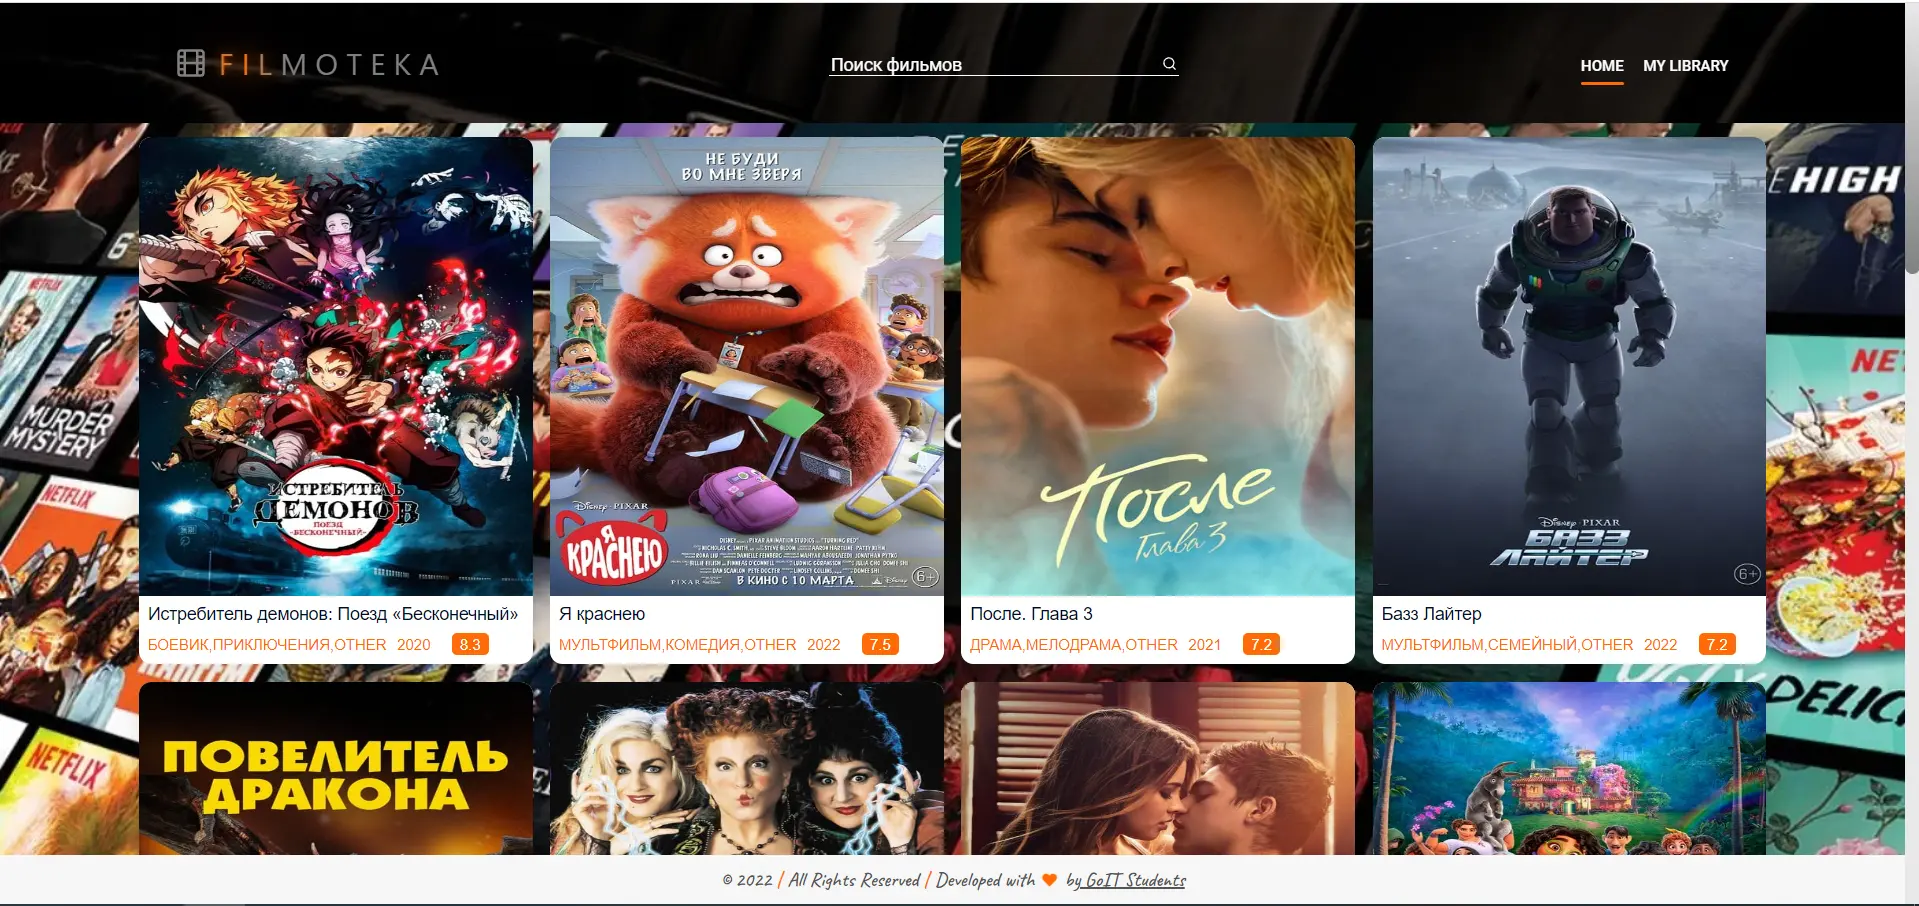 FILMOTEKA
Поиск фильмов
HOME
MY LIBRARY
HIGH
NETFLIX
MURDER
MYSTERY
NETFLIX
NETFLIX
DELIC
ИСТРЕБИТЕЛЬ
ДЕМОНОВ
ПОЕЗД
«БЕСКОНЕЧНЫЙ»
Истребитель демонов: Поезд «Бесконечный»
БОЕВИК,ПРИКЛЮЧЕНИЯ,OTHER 2020 8.3
НЕ БУДИ
ВО МНЕ ЗВЕРЯ
Disney · PIXAR
Я
КРАСНЕЮ
В КИНО С 10 МАРТА
6+
Я краснею
МУЛЬТФИЛЬМ,КОМЕДИЯ,OTHER 2022 7.5
После
Глава 3
После. Глава 3
ДРАМА,МЕЛОДРАМА,OTHER 2021 7.2
Disney · PIXAR
БАЗЗ
ЛАЙТЕР
6+
Базз Лайтер
МУЛЬТФИЛЬМ,СЕМЕЙНЫЙ,OTHER 2022 7.2
ПОВЕЛИТЕЛЬ
ДРАКОНА
© 2022 / All Rights Reserved / Developed with by GoIT Students